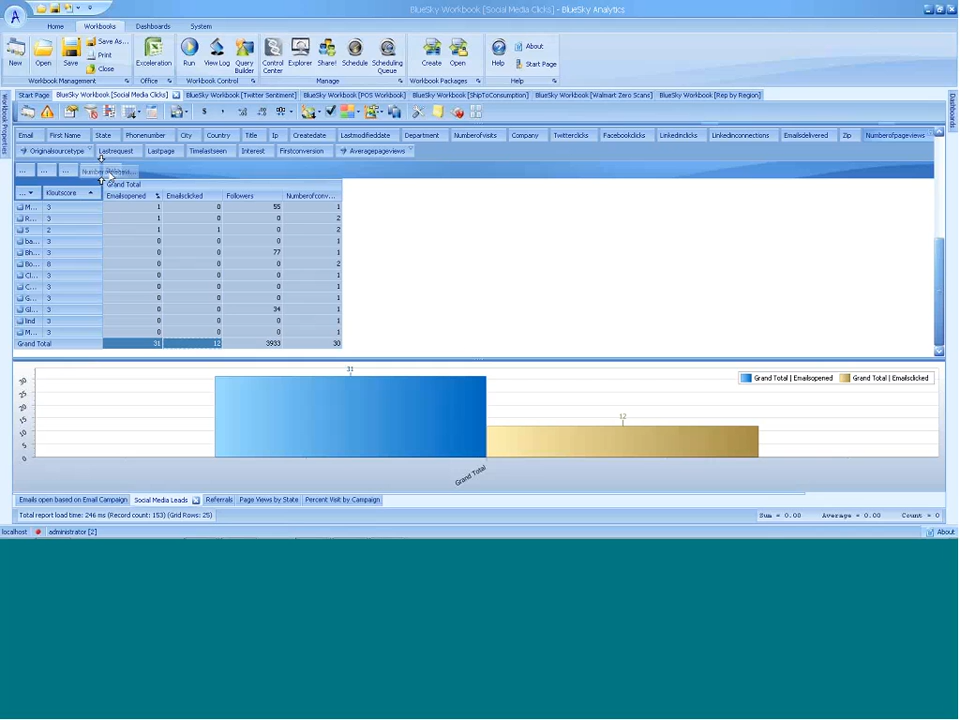 BlueSky Workbook [Social Media Clicks] - BlueSky Analytics
Home Workbooks Dashboards System
New Open Save Save As... Print Close Exceleration Run View Log Query Builder Control Center Explorer Share! Schedule Scheduling Queue Create Open Help About Start Page
Workbook Management Office Workbook Control Manage Workbook Packages Help
Start Page BlueSky Workbook [Social Media Clicks] BlueSky Workbook [Twitter Sentiment] BlueSky Workbook [POS Workbook] BlueSky Workbook [ShipToConsumption] BlueSky Workbook [Walmart Zero Scans] BlueSky Workbook [Rep by Region]
Workbook Properties
Dashboards
Email First Name State Phonenumber City Country Title Ip Createdate Lastmodifieddate Department Numberofvisits Company Twitterclicks Facebookclicks Linkedinclicks Linkedinconnections Emailsdelivered Zip Numberofpageviews
Originalsourcetype Lastrequest Lastpage Timelastseen Interest Firstconversion Averagepageviews
... ... ...
Grand Total
... Kloutscore Emailsopened Emailsclicked Followers Numberofconv...
M... 3 1 0 55 1
R... 3 1 0 0 2
S 2 1 1 0 2
ba... 3 0 0 0 1
Bh... 3 0 0 77 1
Bo... 8 0 0 0 2
Cl... 3 0 0 0 1
C... 3 0 0 0 1
G... 3 0 0 0 1
Gl... 3 0 0 34 1
lind 3 0 0 0 1
M... 3 0 0 0 1
Grand Total 31 12 3933 30
31
12
30
25
20
15
10
5
0
Grand Total
Grand Total | Emailsopened Grand Total | Emailsclicked
Emails open based on Email Campaign Social Media Leads Referrals Page Views by State Percent Visit by Campaign
Total report load time: 246 ms (Record count: 153) (Grid Rows: 25) Sum = 0.00 Average = 0.00 Count = 0
localhost administrator [2] About